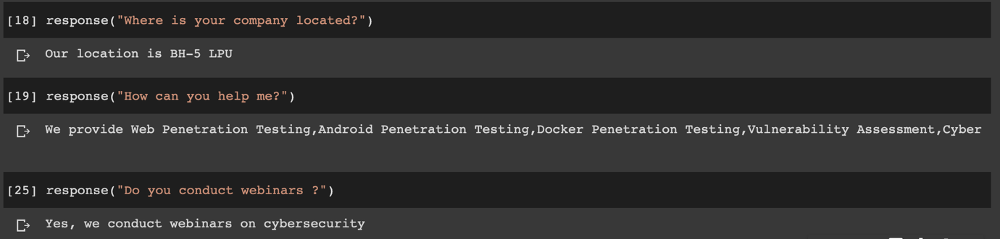 [18] response("Where is your company located?")
Our location is BH-5 LPU
[19] response("How can you help me?")
We provide Web Penetration Testing,Android Penetration Testing,Docker Penetration Testing,Vulnerability Assessment,Cyber
[25] response("Do you conduct webinars ?")
Yes, we conduct webinars on cybersecurity